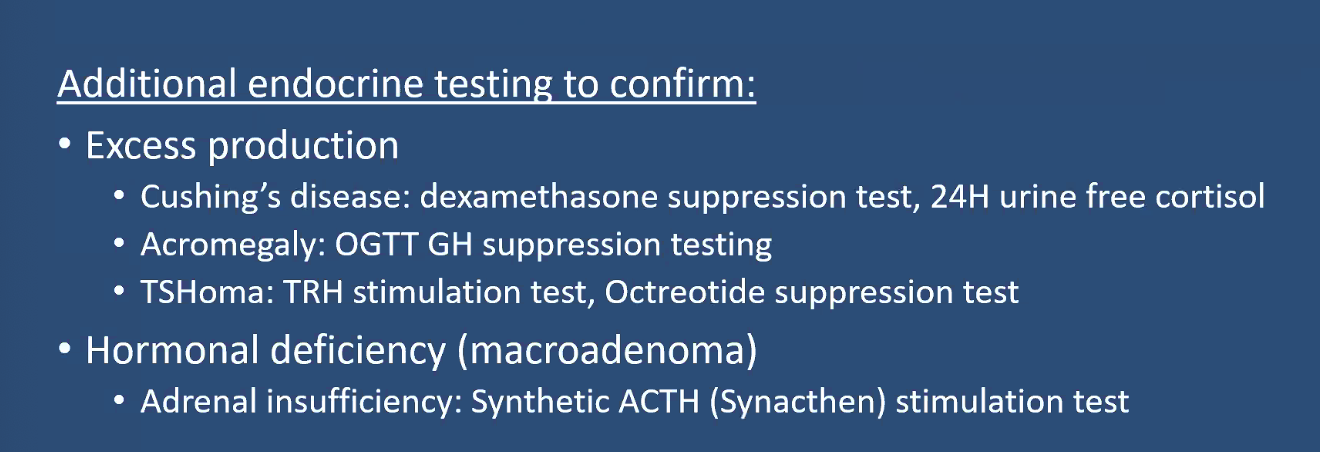 Additional endocrine testing to confirm:
• Excess production
• Cushing’s disease: dexamethasone suppression test, 24H urine free cortisol
• Acromegaly: OGTT GH suppression testing
• TSHoma: TRH stimulation test, Octreotide suppression test
• Hormonal deficiency (macroadenoma)
• Adrenal insufficiency: Synthetic ACTH (Synacthen) stimulation test